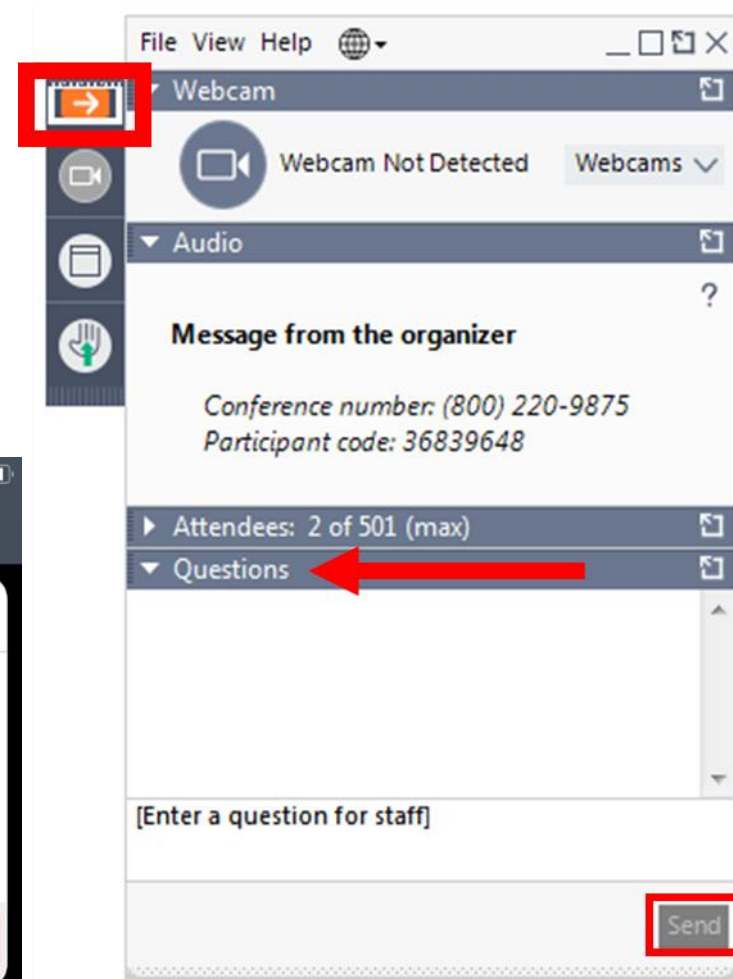 File View Help
Webcam
Webcam Not Detected Webcams
Audio
?
Message from the organizer
Conference number: (800) 220-9875
Participant code: 36839648
Attendees: 2 of 501 (max)
Questions
[Enter a question for staff]
Send